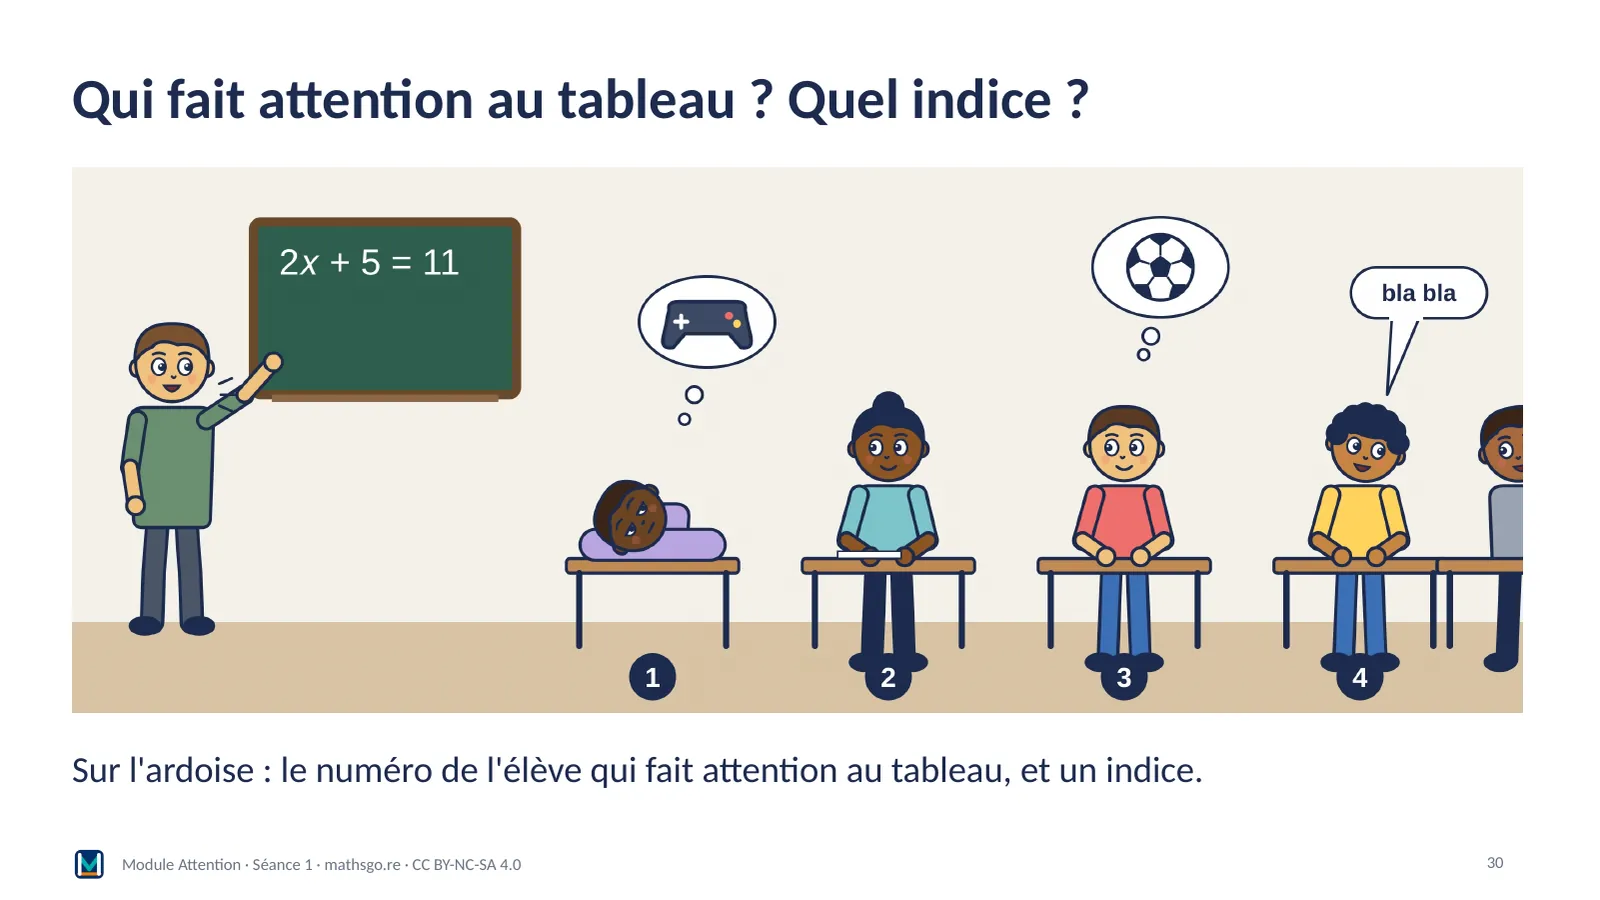 Qui fait attention au tableau ? Quel indice ?
2x + 5 = 11
bla bla
1
2
3
4
Sur l'ardoise : le numéro de l'élève qui fait attention au tableau, et un indice.
Module Attention · Séance 1 · mathsgo.re · CC BY-NC-SA 4.0
30